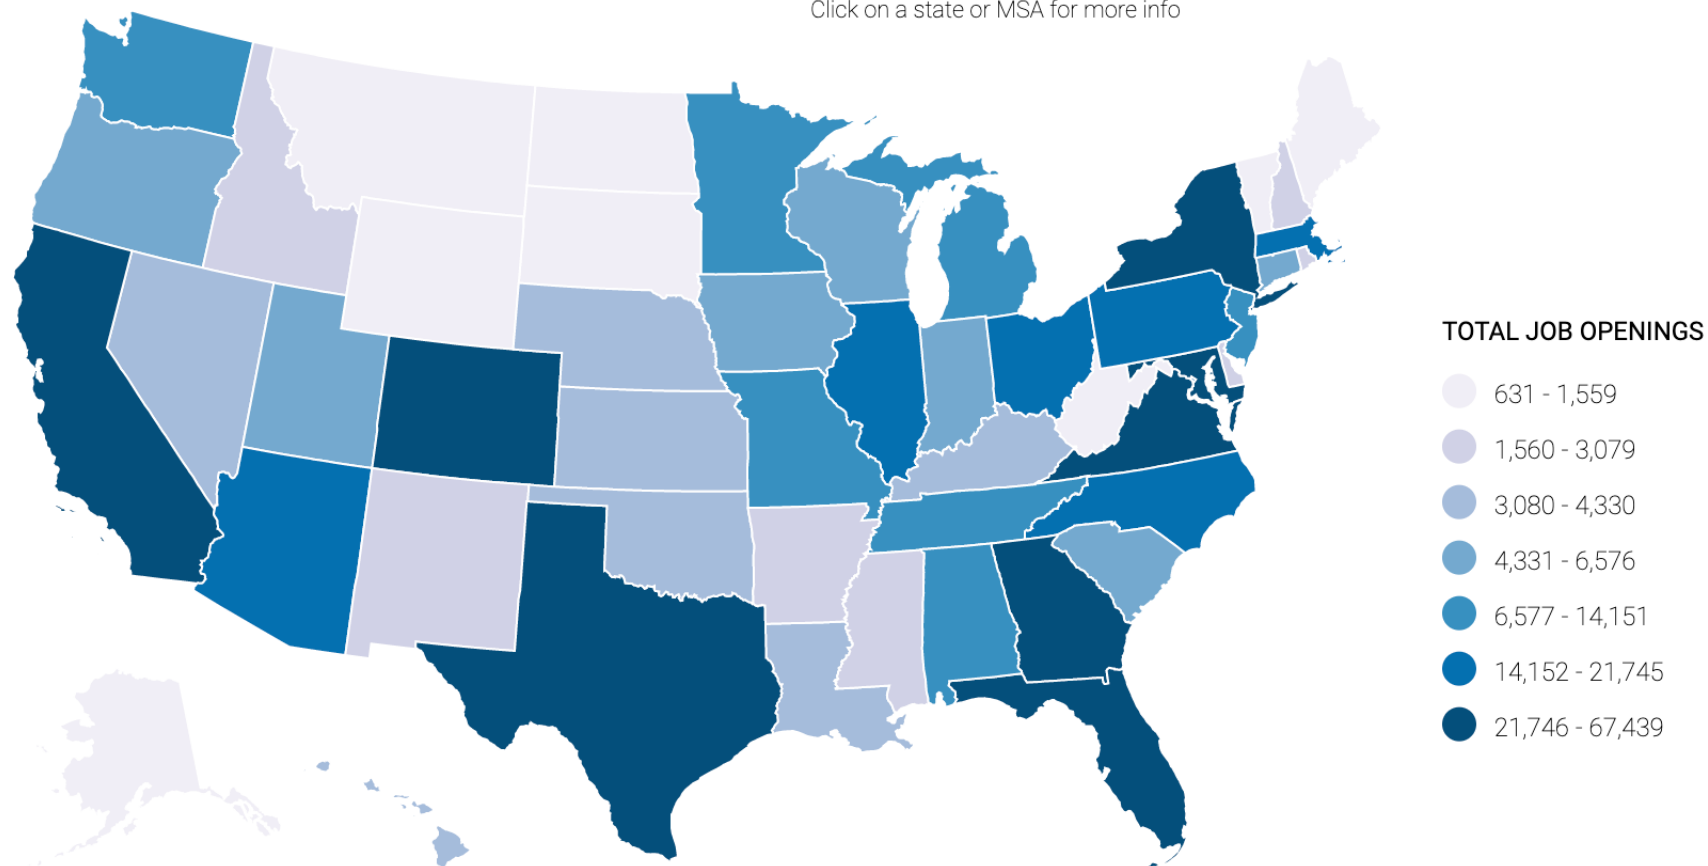 Click on a state or MSA for more info
TOTAL JOB OPENINGS
631 - 1,559
1,560 - 3,079
3,080 - 4,330
4,331 - 6,576
6,577 - 14,151
14,152 - 21,745
21,746 - 67,439